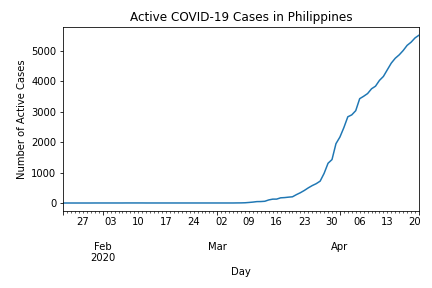 Active COVID-19 Cases in Philippines
Number of Active Cases
5000
4000
3000
2000
1000
0
27 03 10 17 24 02 09 16 23 30 06 13 20
Feb Mar Apr
2020
Day